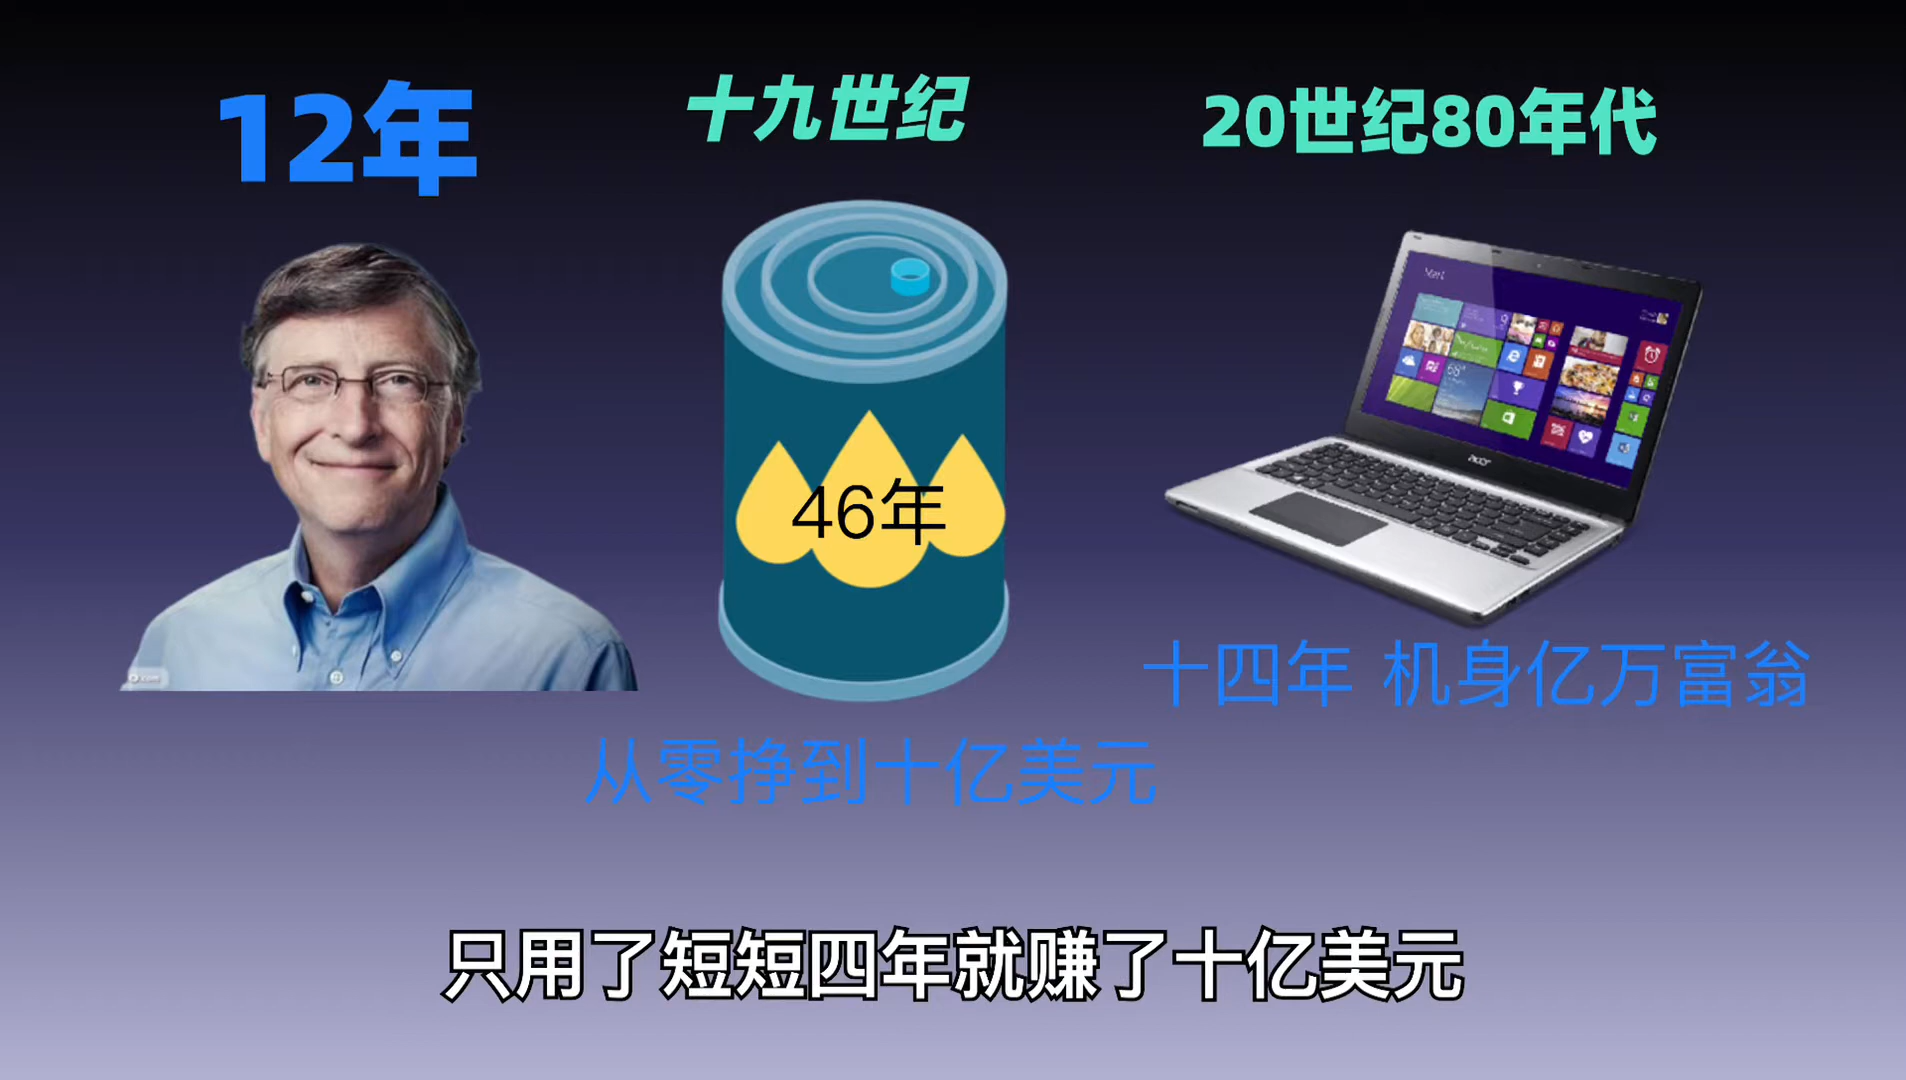 12年
十九世纪
20世纪80年代
Start
46年
acer
十四年 机身亿万富翁
从零挣到十亿美元
只用了短短四年就赚了十亿美元